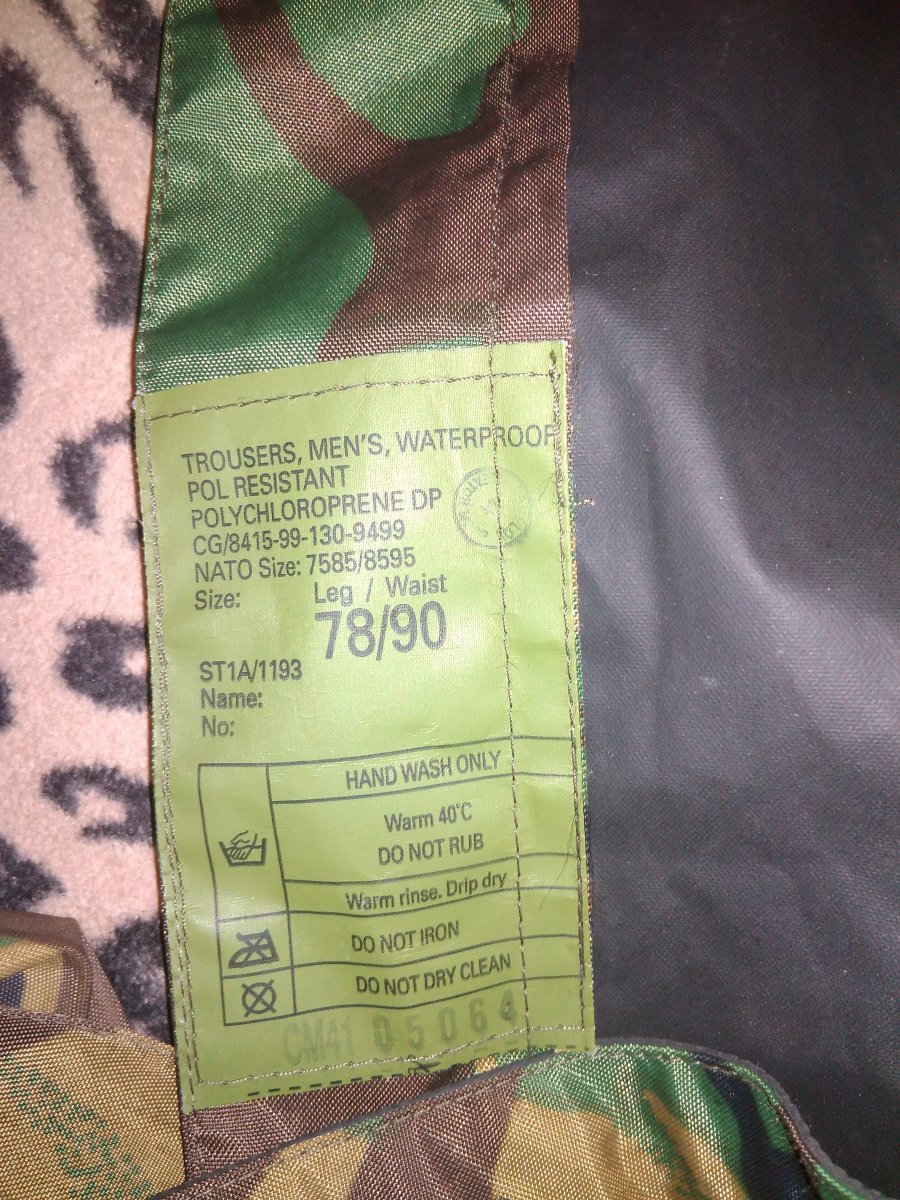 TROUSERS, MEN'S, WATERPROOF
POL RESISTANT
POLYCHLOROPRENE DP
CG/8415-99-130-9499
NATO Size: 7585/8595
Size: Leg / Waist
78/90
ST1A/1193
Name:
No:
HAND WASH ONLY
Warm 40°C
DO NOT RUB
Warm rinse. Drip dry
DO NOT IRON
DO NOT DRY CLEAN
05064